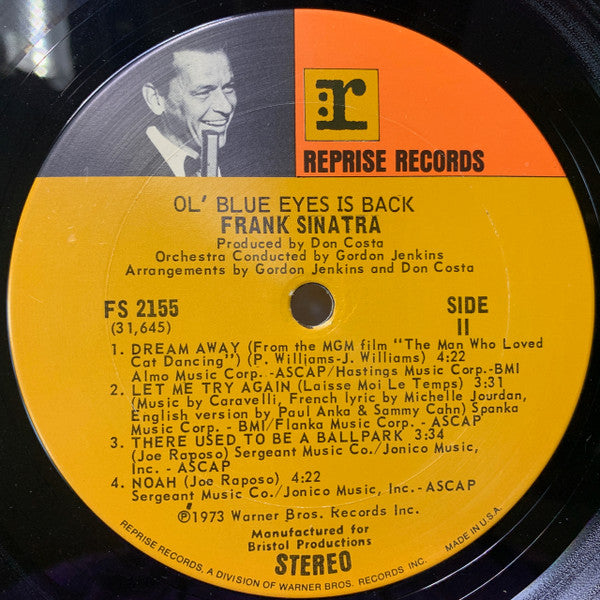 r
REPRISE RECORDS
OL' BLUE EYES IS BACK
FRANK SINATRA
Produced by Don Costa
Orchestra Conducted by Gordon Jenkins
Arrangements by Gordon Jenkins and Don Costa
FS 2155
(31,645)
SIDE
II
1. DREAM AWAY (From the MGM film "The Man Who Loved
Cat Dancing") (P. Williams-J. Williams) 4:22
Almo Music Corp. -ASCAP/Hastings Music Corp.-BMI
2. LET ME TRY AGAIN (Laisse Moi Le Temps) 3:31
(Music by Caravelli, French lyric by Michelle Jourdan,
English version by Paul Anka & Sammy Cahn) Spanka
Music Corp. - BMI/Flanka Music Corp. - ASCAP
3. THERE USED TO BE A BALLPARK 3:34
(Joe Raposo) Sergeant Music Co./Jonico Music,
Inc. - ASCAP
4. NOAH (Joe Raposo) 4:22
Sergeant Music Co./Jonico Music, Inc.-ASCAP
℗1973 Warner Bros. Records Inc.
Manufactured for
Bristol Productions
STEREO
REPRISE RECORDS, A DIVISION OF WARNER BROS. RECORDS INC. MADE IN U.S.A.